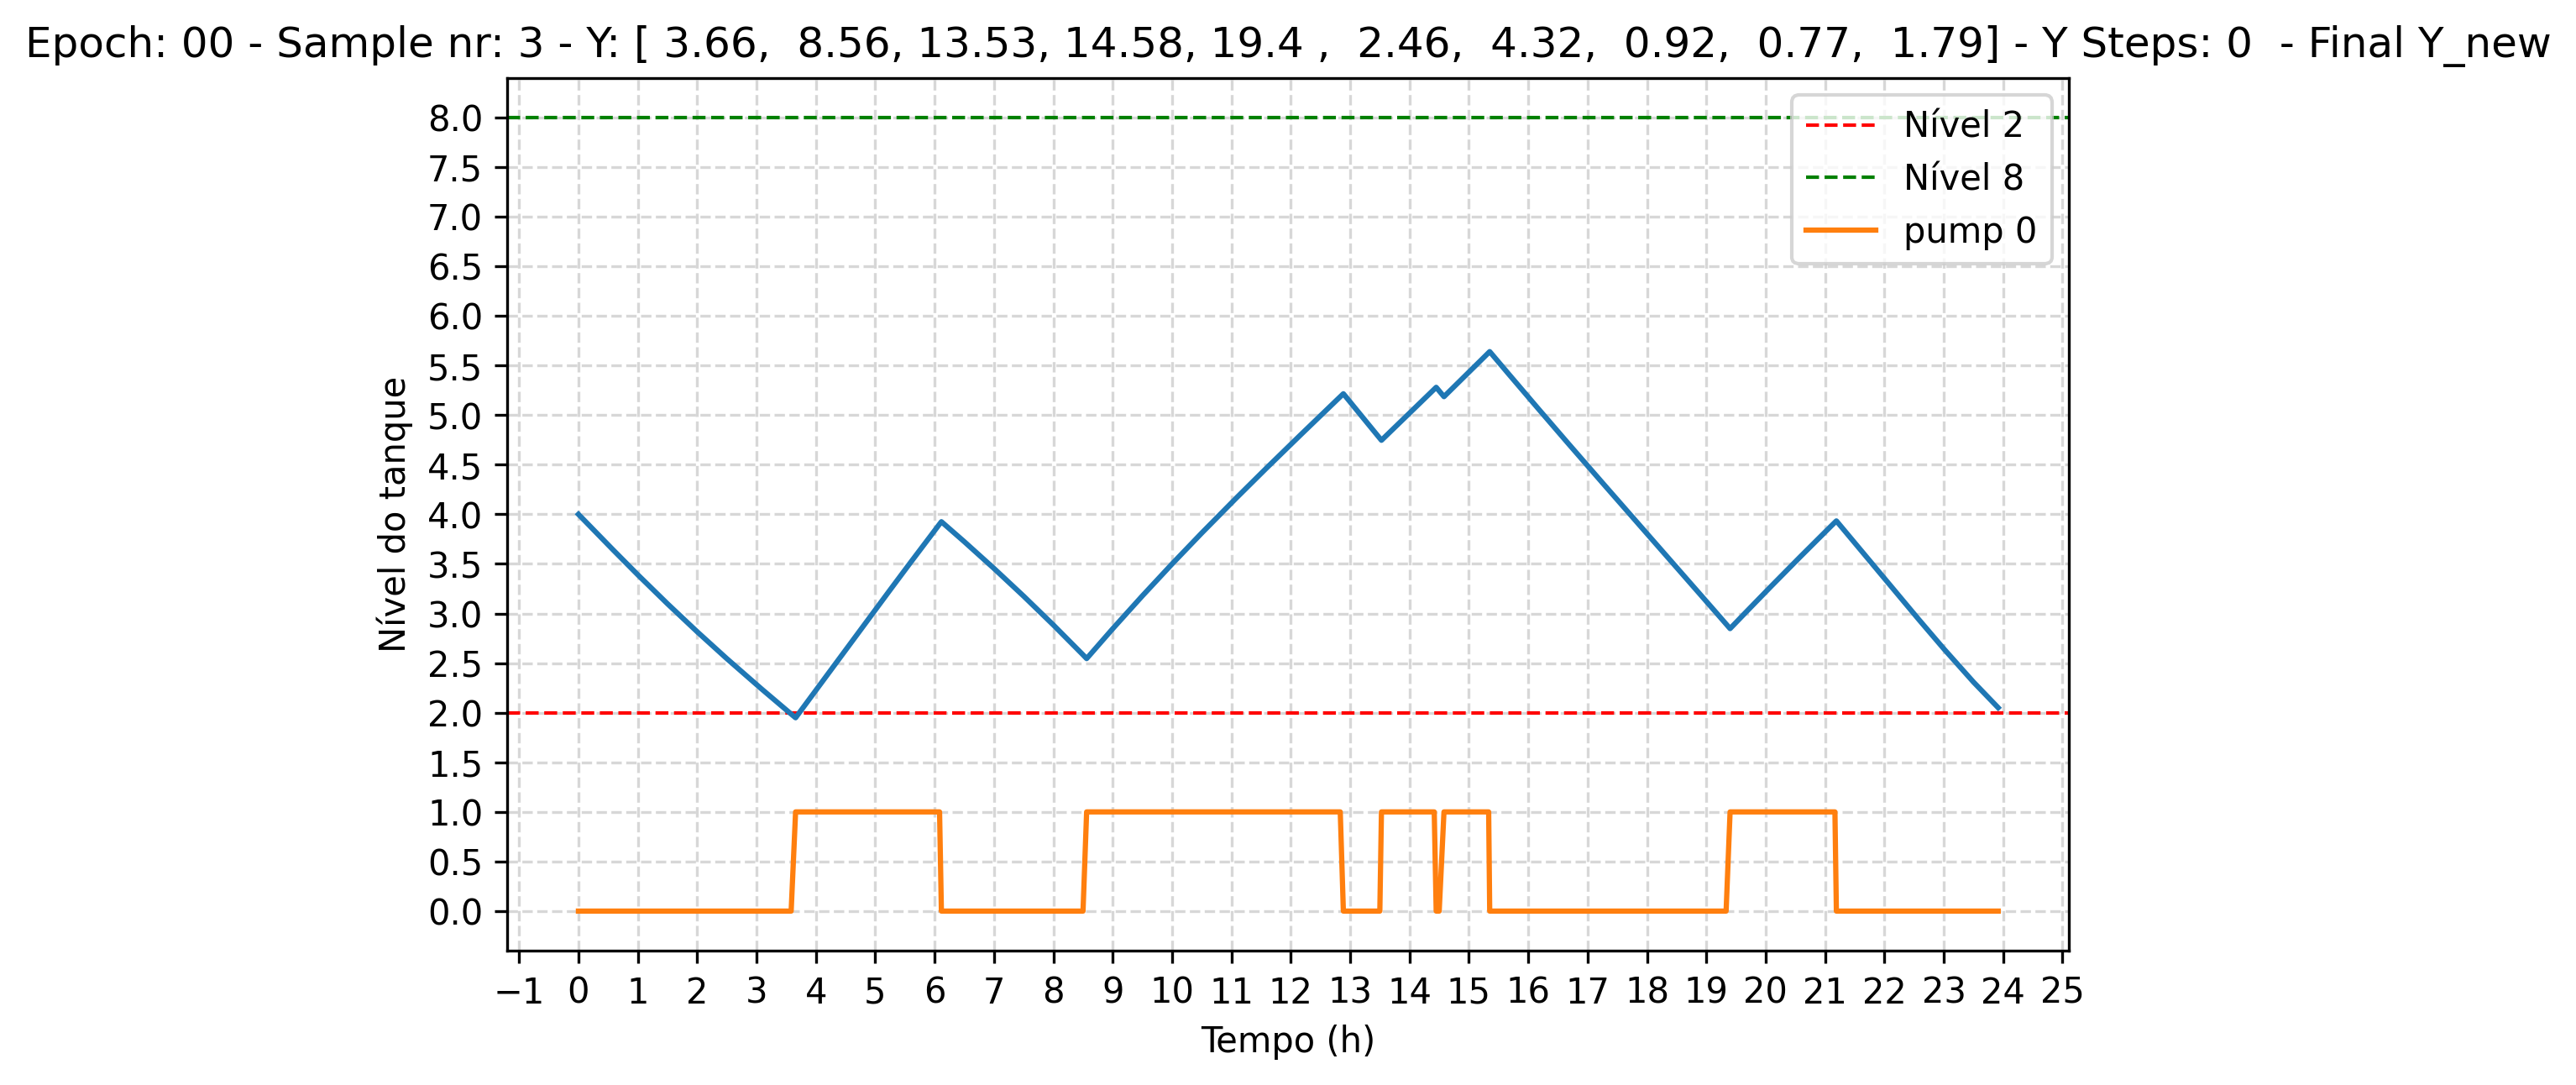 Epoch: 00 - Sample nr: 3 - Y: [ 3.66,  8.56, 13.53, 14.58, 19.4 ,  2.46,  4.32,  0.92,  0.77,  1.79] - Y Steps: 0  - Final Y_new
8.0
7.5
7.0
6.5
6.0
5.5
5.0
4.5
4.0
3.5
3.0
2.5
2.0
1.5
1.0
0.5
0.0
Nível do tanque
Nível 2
Nível 8
pump 0
−1 0 1 2 3 4 5 6 7 8 9 10 11 12 13 14 15 16 17 18 19 20 21 22 23 24 25
Tempo (h)